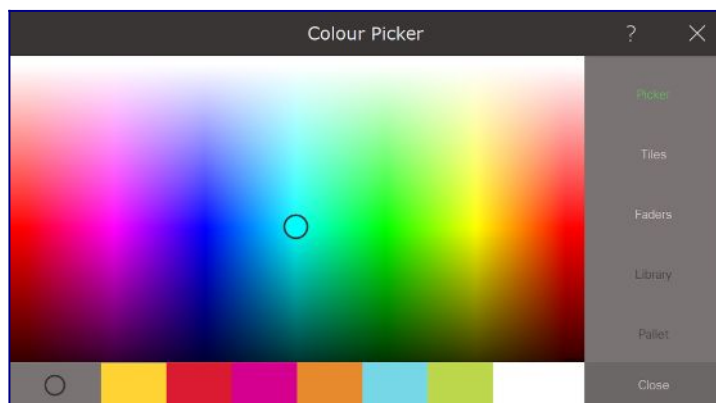 Colour Picker ?
Picker
Tiles
Faders
Library
Pallet
Close